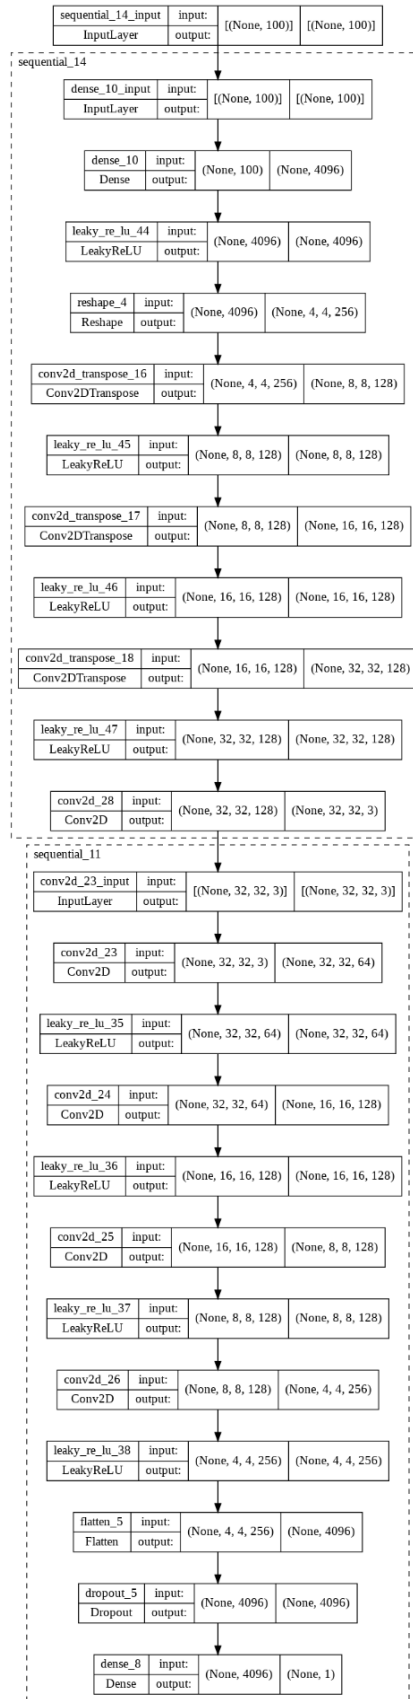 sequential_14_input input: [(None, 100)] [(None, 100)]
InputLayer output:
sequential_14
dense_10_input input: [(None, 100)] [(None, 100)]
InputLayer output:
dense_10 input: (None, 100) (None, 4096)
Dense output:
leaky_re_lu_44 input: (None, 4096) (None, 4096)
LeakyReLU output:
reshape_4 input: (None, 4096) (None, 4, 4, 256)
Reshape output:
conv2d_transpose_16 input: (None, 4, 4, 256) (None, 8, 8, 128)
Conv2DTranspose output:
leaky_re_lu_45 input: (None, 8, 8, 128) (None, 8, 8, 128)
LeakyReLU output:
conv2d_transpose_17 input: (None, 8, 8, 128) (None, 16, 16, 128)
Conv2DTranspose output:
leaky_re_lu_46 input: (None, 16, 16, 128) (None, 16, 16, 128)
LeakyReLU output:
conv2d_transpose_18 input: (None, 16, 16, 128) (None, 32, 32, 128)
Conv2DTranspose output:
leaky_re_lu_47 input: (None, 32, 32, 128) (None, 32, 32, 128)
LeakyReLU output:
conv2d_28 input: (None, 32, 32, 128) (None, 32, 32, 3)
Conv2D output:
sequential_11
conv2d_23_input input: [(None, 32, 32, 3)] [(None, 32, 32, 3)]
InputLayer output:
conv2d_23 input: (None, 32, 32, 3) (None, 32, 32, 64)
Conv2D output:
leaky_re_lu_35 input: (None, 32, 32, 64) (None, 32, 32, 64)
LeakyReLU output:
conv2d_24 input: (None, 32, 32, 64) (None, 16, 16, 128)
Conv2D output:
leaky_re_lu_36 input: (None, 16, 16, 128) (None, 16, 16, 128)
LeakyReLU output:
conv2d_25 input: (None, 16, 16, 128) (None, 8, 8, 128)
Conv2D output:
leaky_re_lu_37 input: (None, 8, 8, 128) (None, 8, 8, 128)
LeakyReLU output:
conv2d_26 input: (None, 8, 8, 128) (None, 4, 4, 256)
Conv2D output:
leaky_re_lu_38 input: (None, 4, 4, 256) (None, 4, 4, 256)
LeakyReLU output:
flatten_5 input: (None, 4, 4, 256) (None, 4096)
Flatten output:
dropout_5 input: (None, 4096) (None, 4096)
Dropout output:
dense_8 input: (None, 4096) (None, 1)
Dense output: